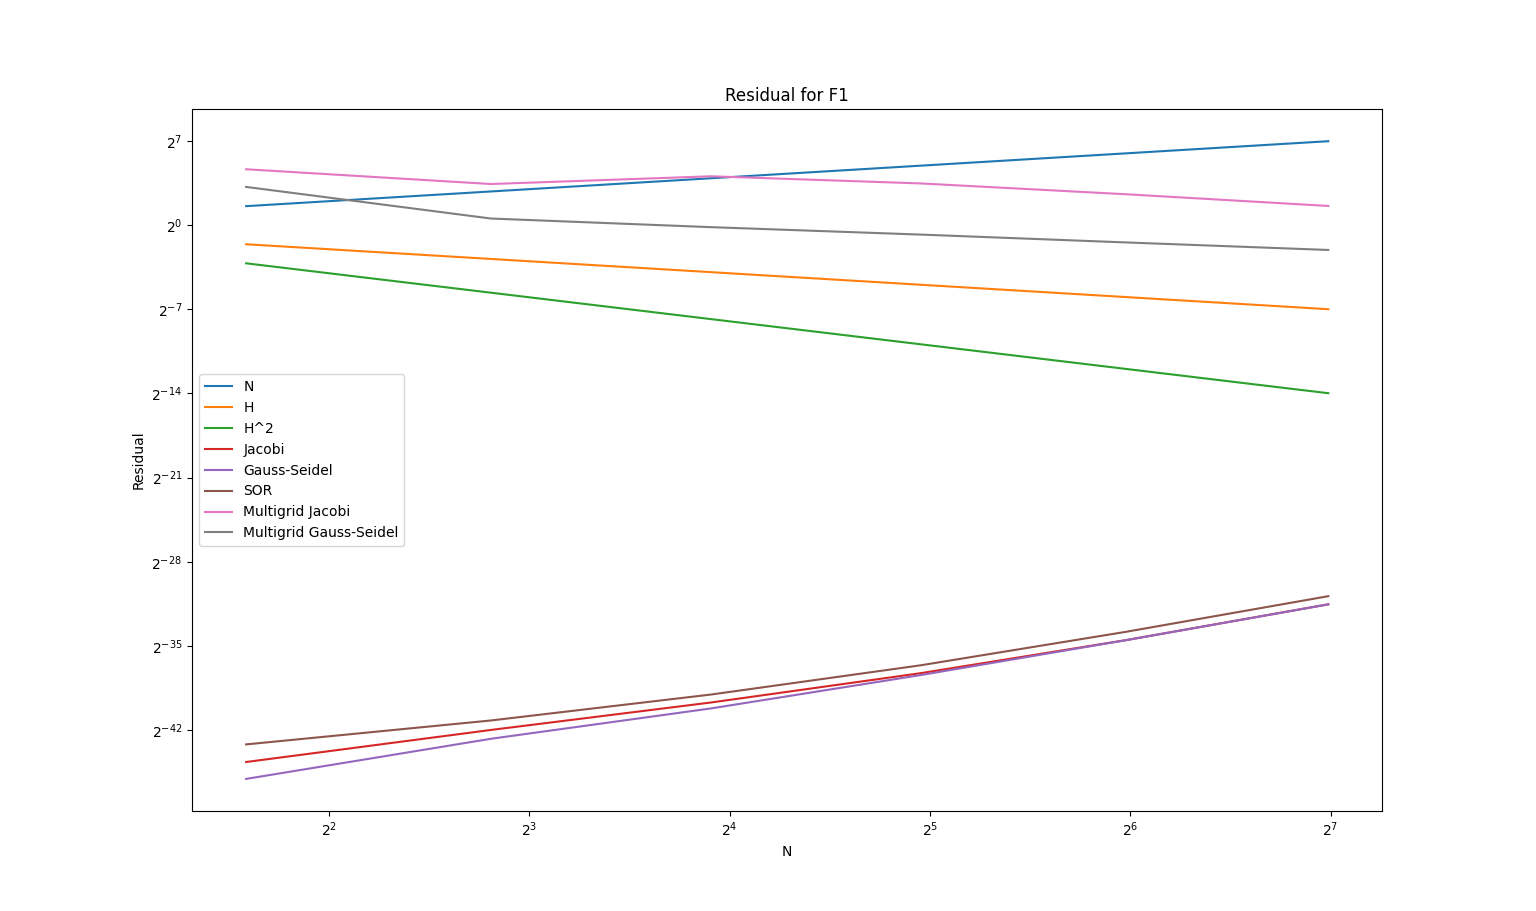 Residual for F1
2^7
2^0
2^-7
2^-14
2^-21
2^-28
2^-35
2^-42
Residual
N
H
H^2
Jacobi
Gauss-Seidel
SOR
Multigrid Jacobi
Multigrid Gauss-Seidel
2^2 2^3 2^4 2^5 2^6 2^7
N